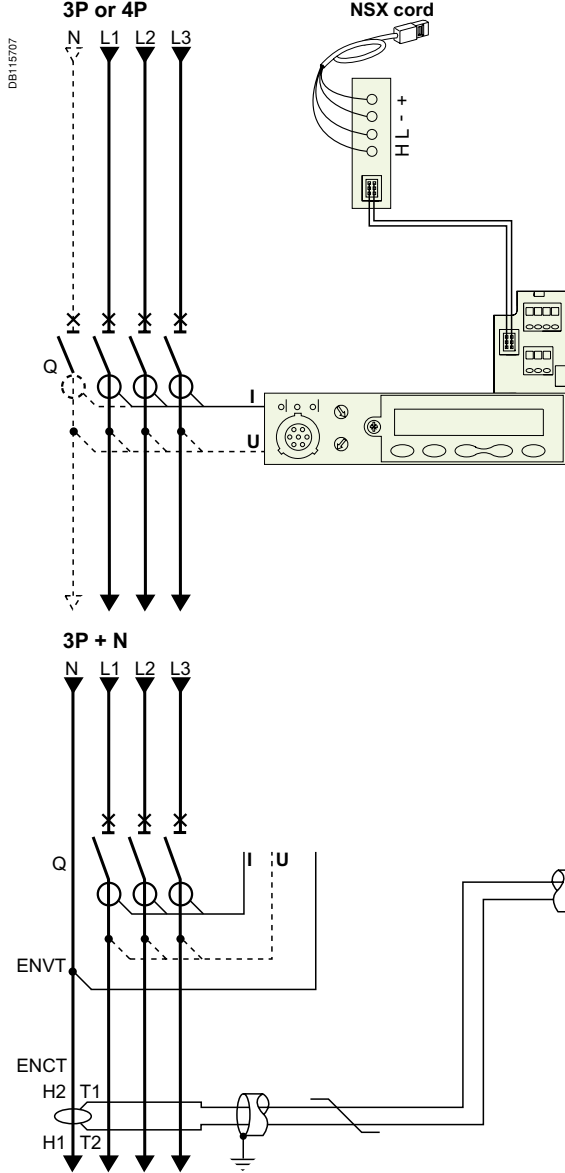 3P or 4P
NSX cord
DB115707
N L1 L2 L3
H L - +
Q
I
U
3P + N
N L1 L2 L3
Q
I U
ENVT
ENCT
H2 T1
H1 T2